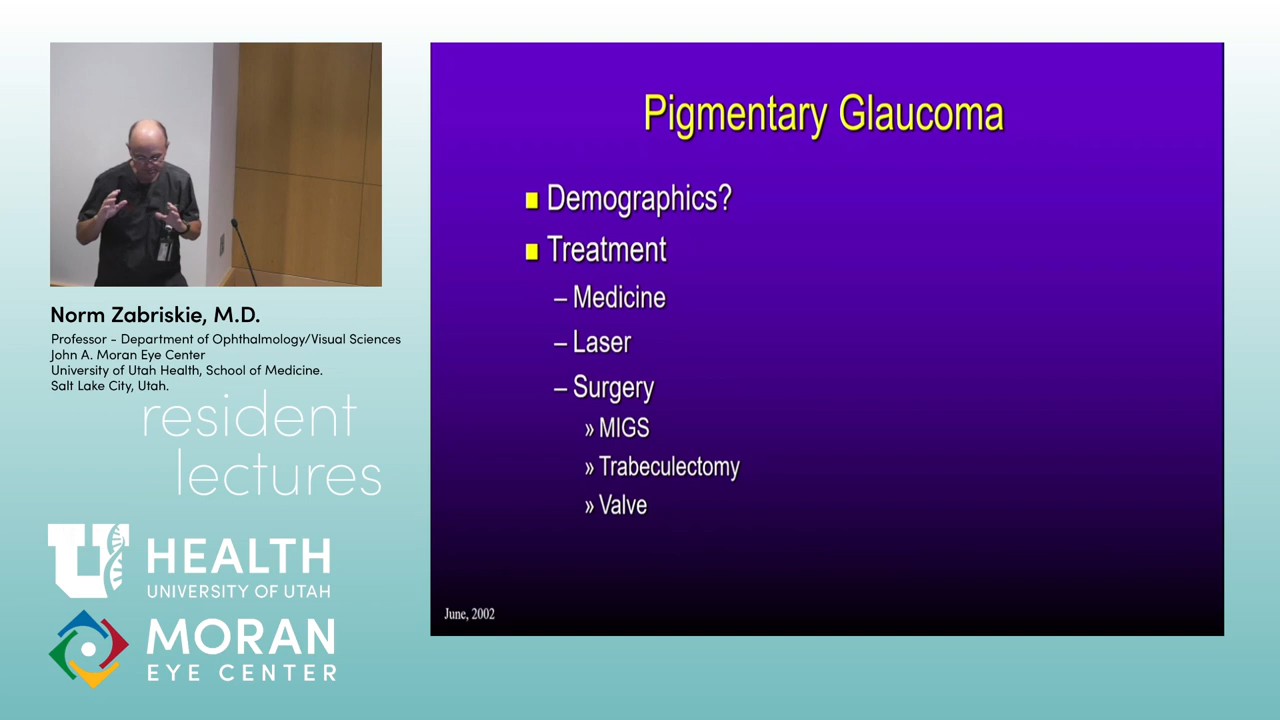 Norm Zabriskie, M.D.
Professor - Department of Ophthalmology/Visual Sciences
John A. Moran Eye Center
University of Utah Health, School of Medicine.
Salt Lake City, Utah.
resident
lectures
U HEALTH
UNIVERSITY OF UTAH
MORAN
EYE CENTER
Pigmentary Glaucoma
Demographics?
Treatment
– Medicine
– Laser
– Surgery
» MIGS
» Trabeculectomy
» Valve
June, 2002